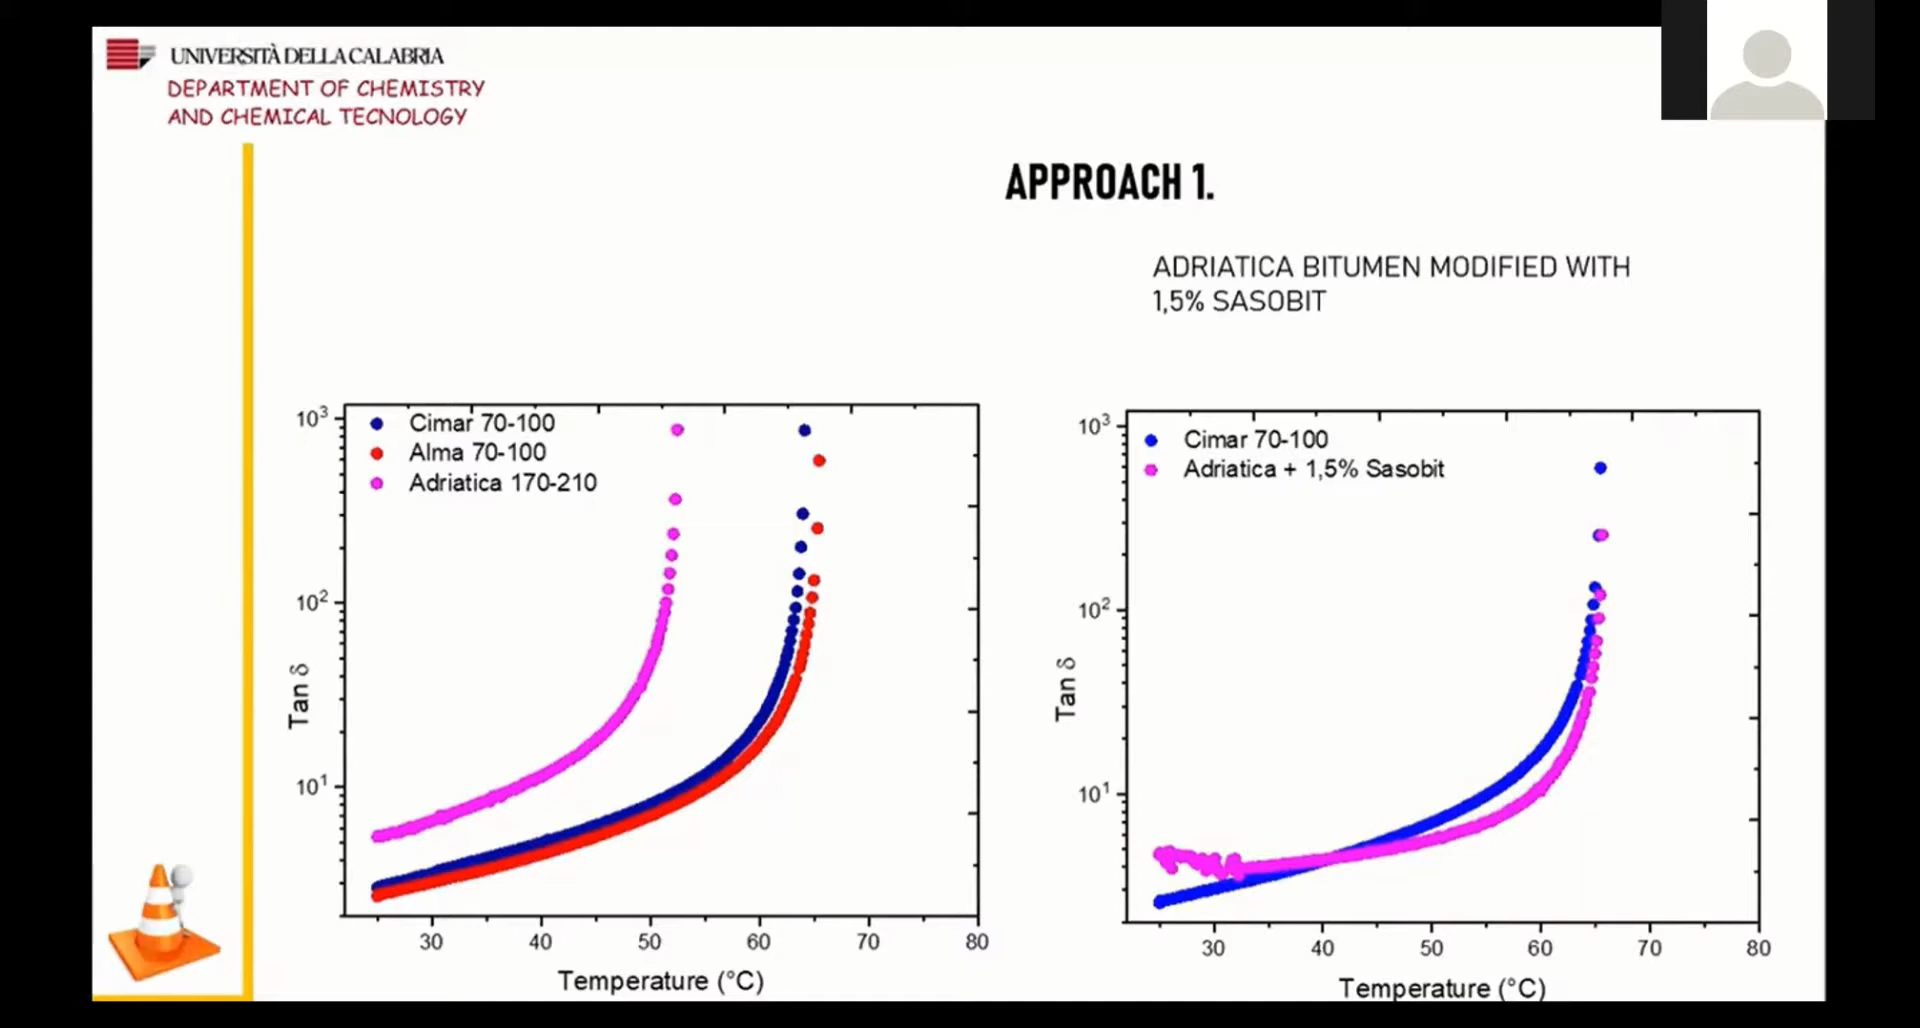 UNIVERSITÀ DELLA CALABRIA
DEPARTMENT OF CHEMISTRY
AND CHEMICAL TECNOLOGY
APPROACH 1.
ADRIATICA BITUMEN MODIFIED WITH
1,5% SASOBIT
10³
10²
10¹
Tan δ
Cimar 70-100
Alma 70-100
Adriatica 170-210
30 40 50 60 70 80
Temperature (°C)
10³
10²
10¹
Tan δ
Cimar 70-100
Adriatica + 1,5% Sasobit
30 40 50 60 70 80
Temperature (°C)